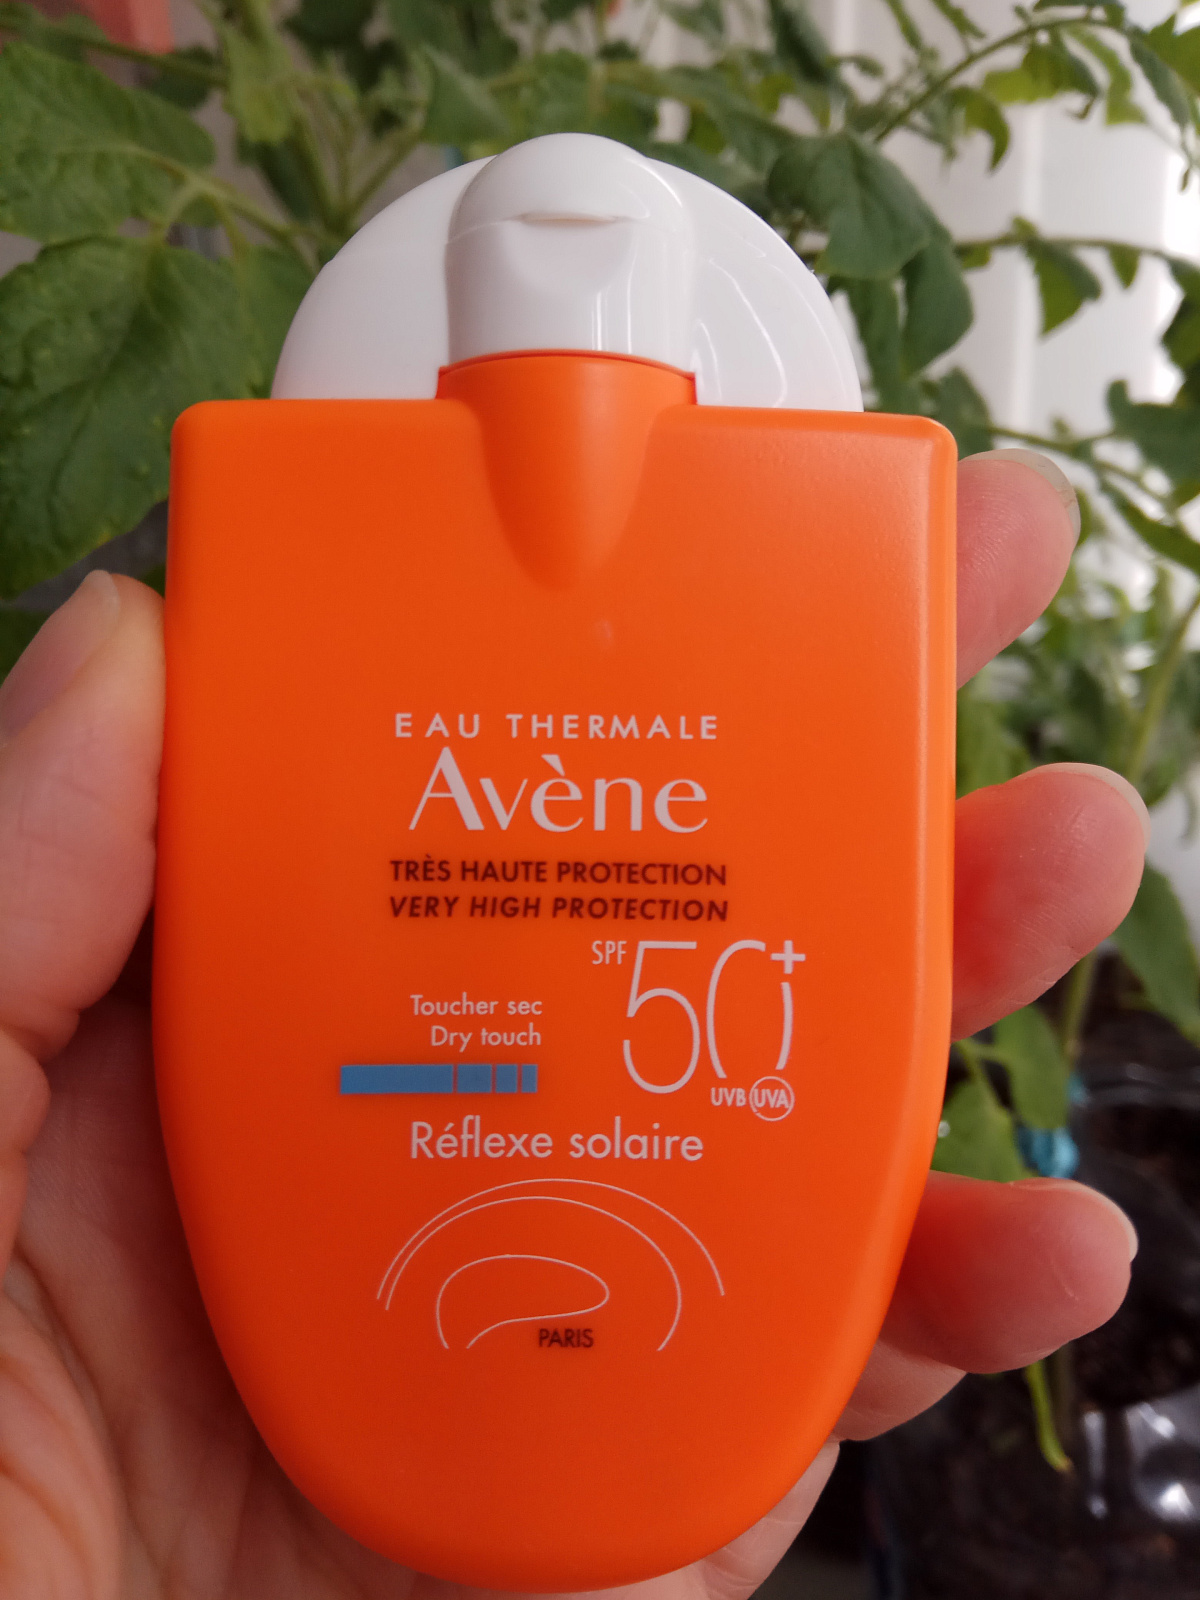 EAU THERMALE
Avène
TRÈS HAUTE PROTECTION
VERY HIGH PROTECTION
SPF 50+
Toucher sec
Dry touch
UVB UVA
Réflexe solaire
PARIS